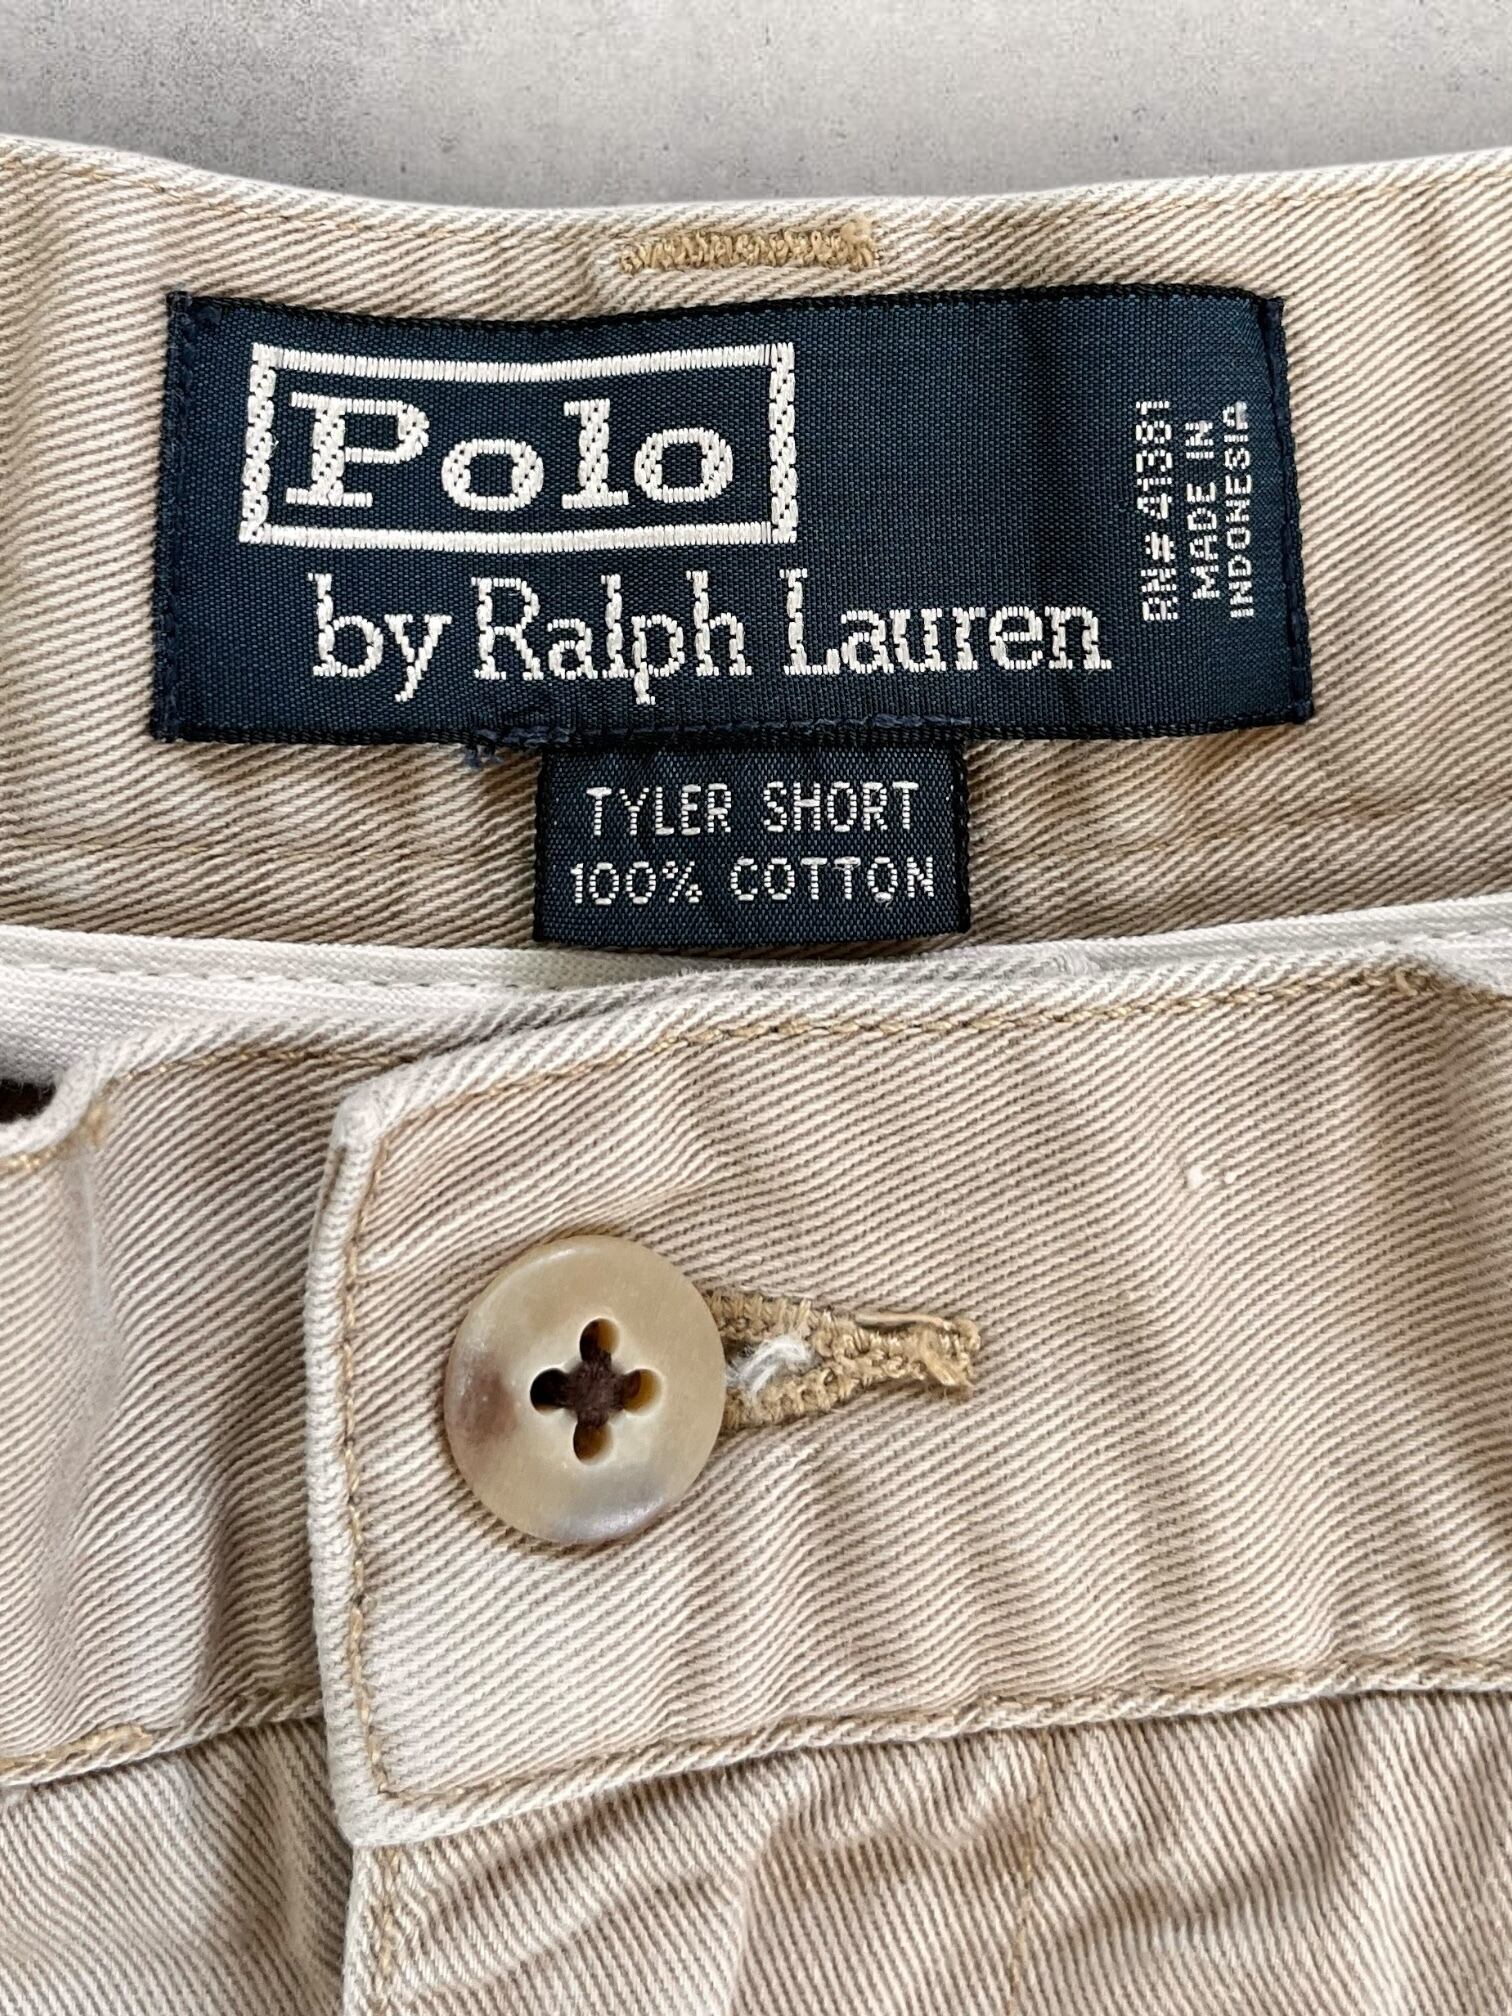 Polo
by Ralph Lauren
RN# 41381
MADE IN
INDONESIA
TYLER SHORT
100% COTTON